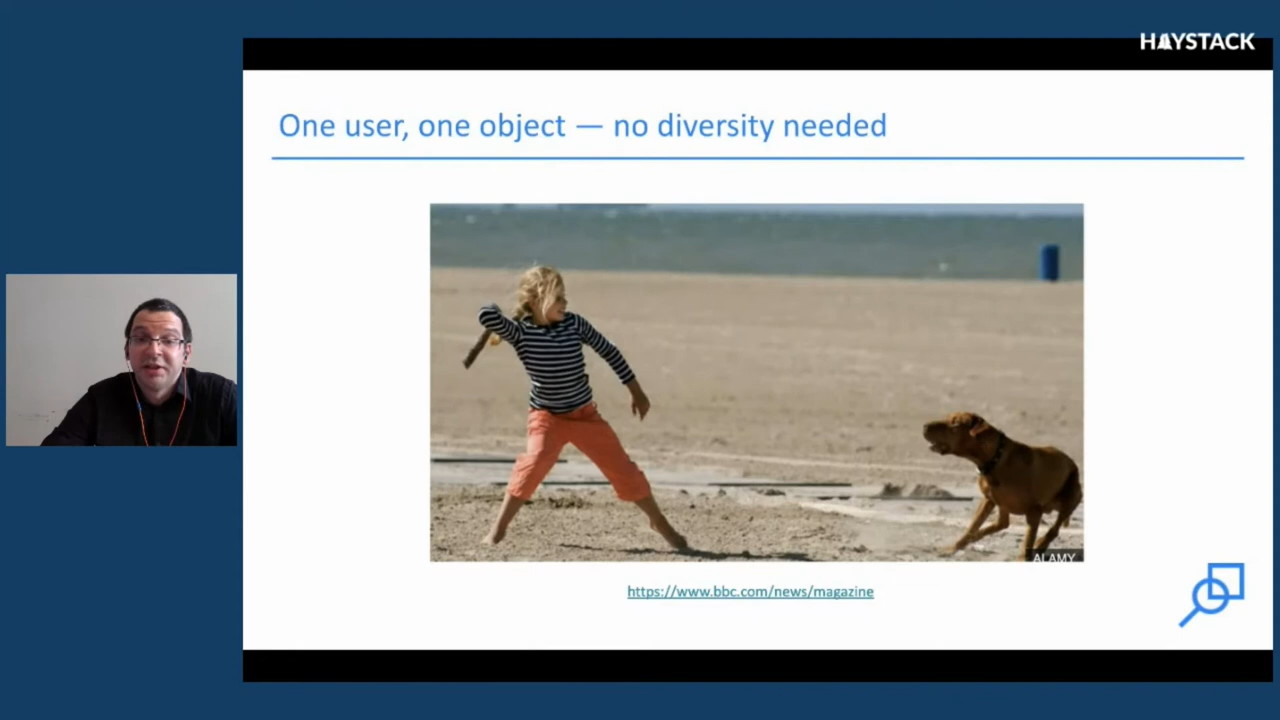 HAYSTACK
One user, one object — no diversity needed
ALAMY
https://www.bbc.com/news/magazine